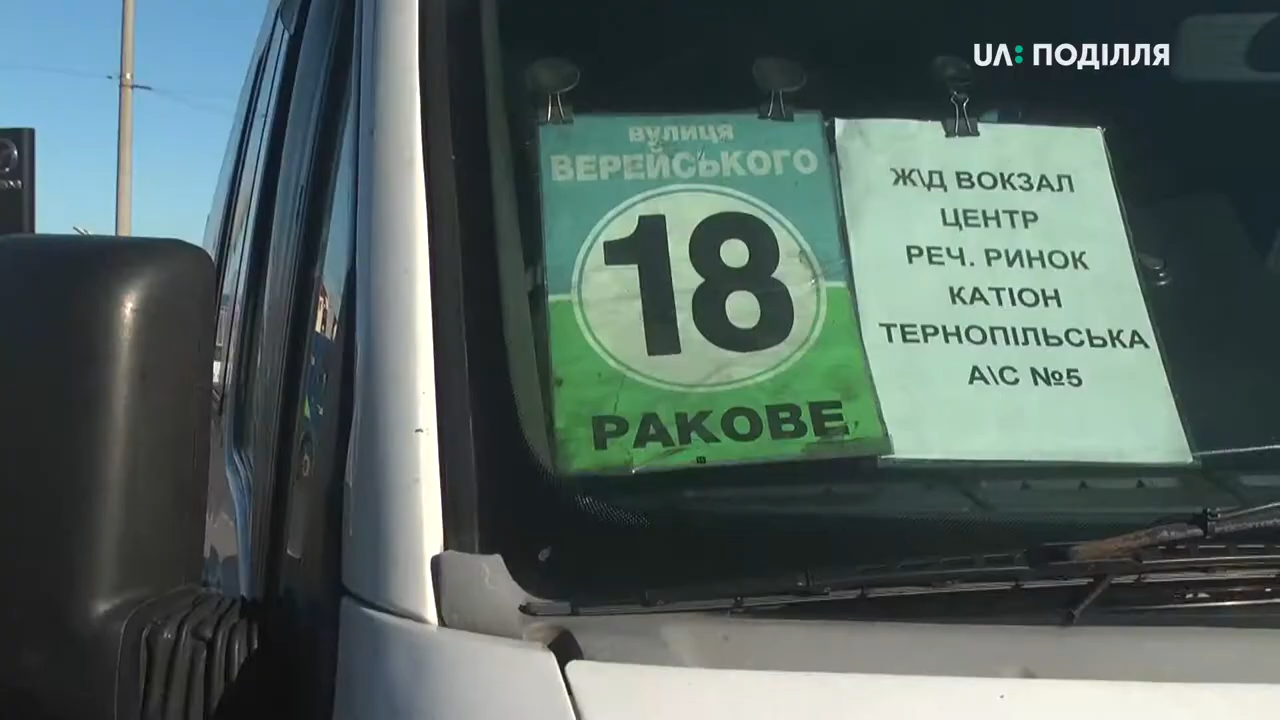 UA: ПОДІЛЛЯ
вулиця
ВЕРЕЙСЬКОГО
18
РАКОВЕ
Ж\Д ВОКЗАЛ
ЦЕНТР
РЕЧ. РИНОК
КАТІОН
ТЕРНОПІЛЬСЬКА
А\С №5